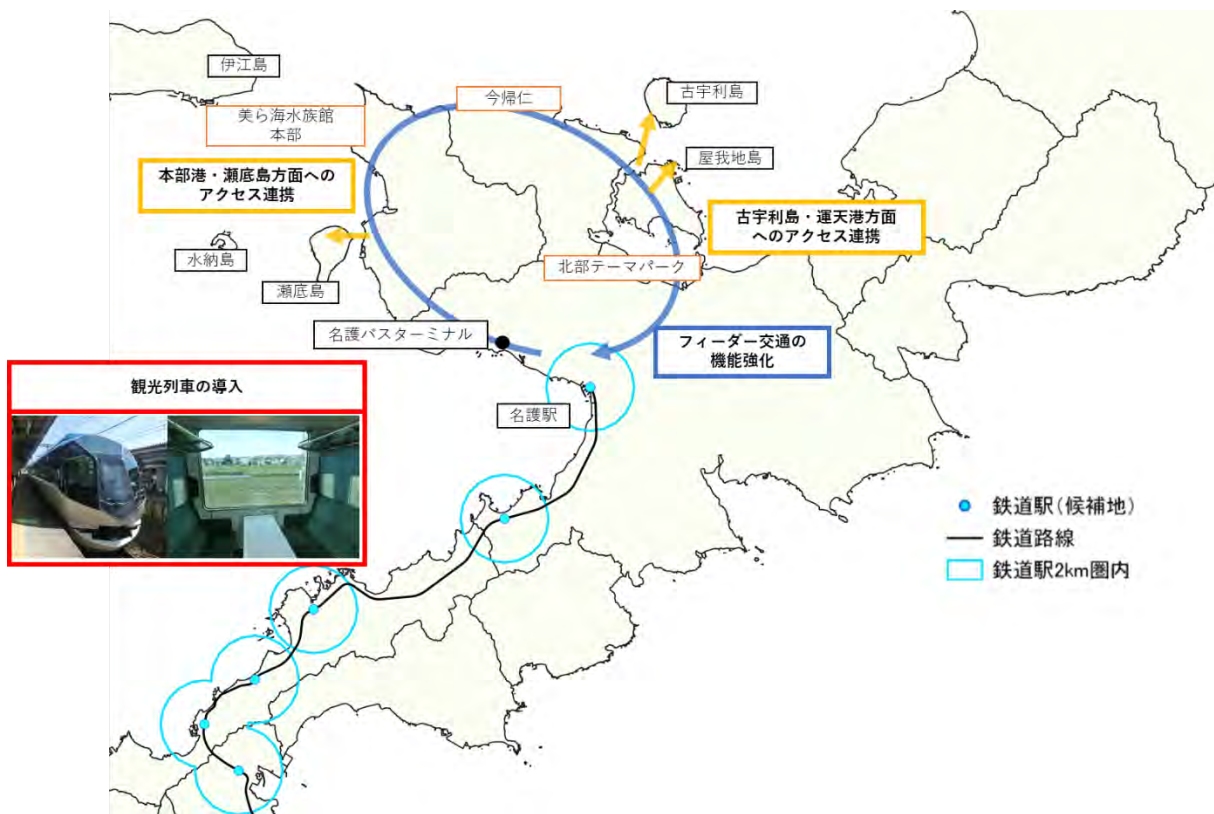 伊江島
古宇利島
今帰仁
美ら海水族館
本部
屋我地島
本部港・瀬底島方面への
アクセス連携
古宇利島・運天港方面
へのアクセス連携
水納島
瀬底島
北部テーマパーク
名護バスターミナル
フィーダー交通の
機能強化
観光列車の導入
名護駅
鉄道駅(候補地)
鉄道路線
鉄道駅2km圏内